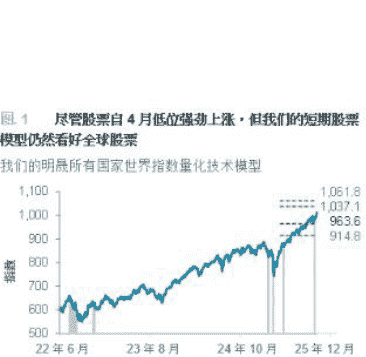 图. 1 尽管股票自 4 月低位强劲上涨，但我们的短期股票
模型仍然看好全球股票
我们的明晟所有国家世界指数量化技术模型
1,100
1,000
900
800
700
600
500
指数
1,061.8
1,037.1
963.6
914.8
22 年 6 月 23 年 8 月 24 年 10 月 25 年 12 月